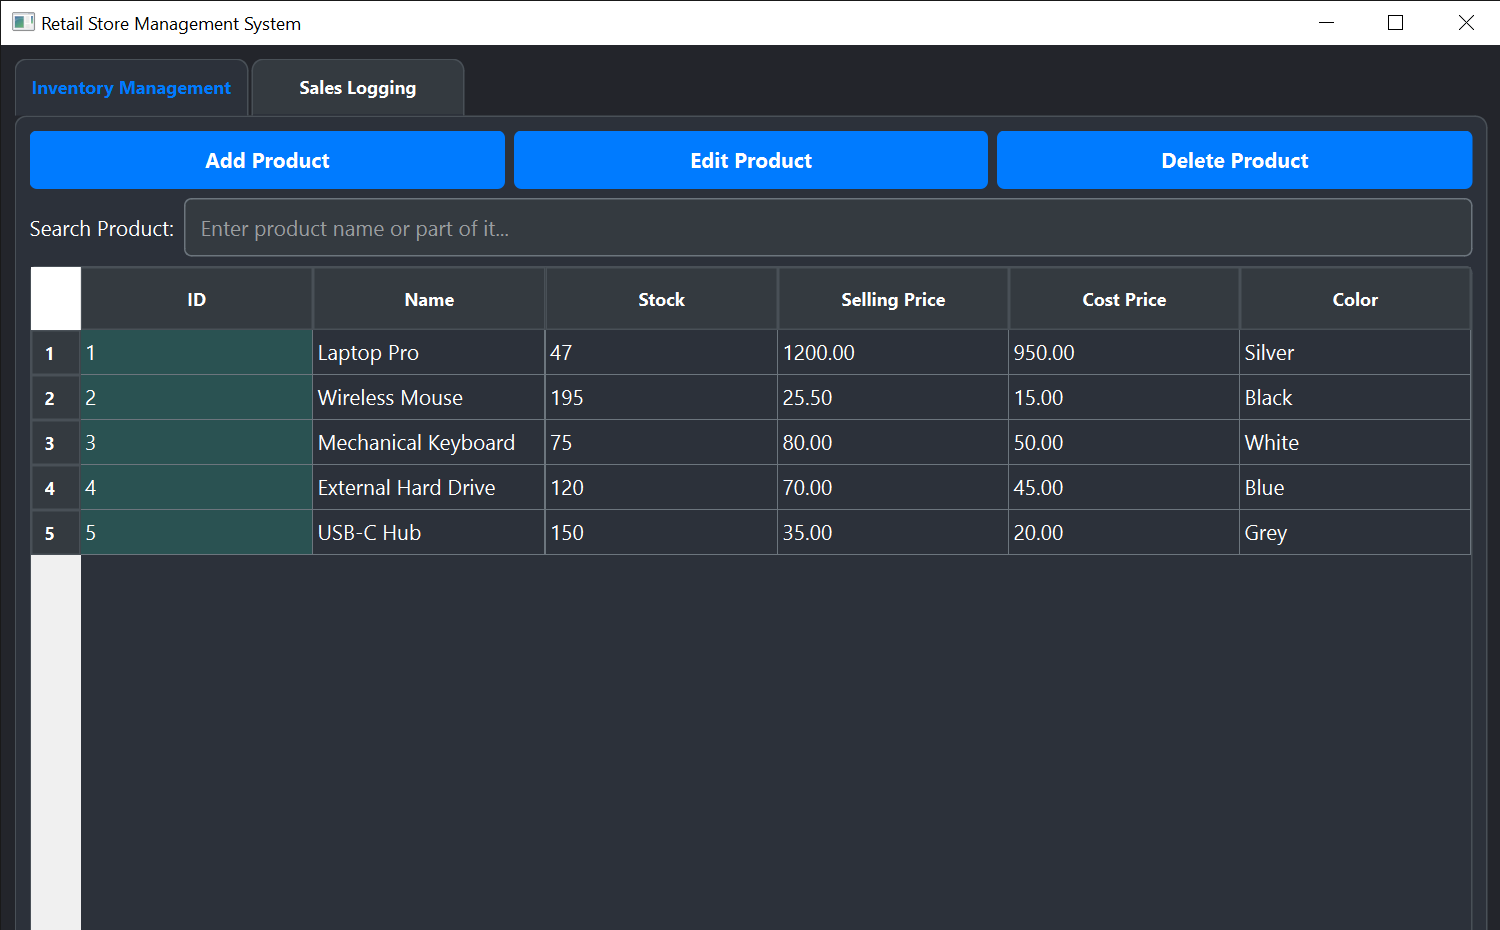 Retail Store Management System
Inventory Management Sales Logging
Add Product Edit Product Delete Product
Search Product: Enter product name or part of it...
ID Name Stock Selling Price Cost Price Color
1 1 Laptop Pro 47 1200.00 950.00 Silver
2 2 Wireless Mouse 195 25.50 15.00 Black
3 3 Mechanical Keyboard 75 80.00 50.00 White
4 4 External Hard Drive 120 70.00 45.00 Blue
5 5 USB-C Hub 150 35.00 20.00 Grey